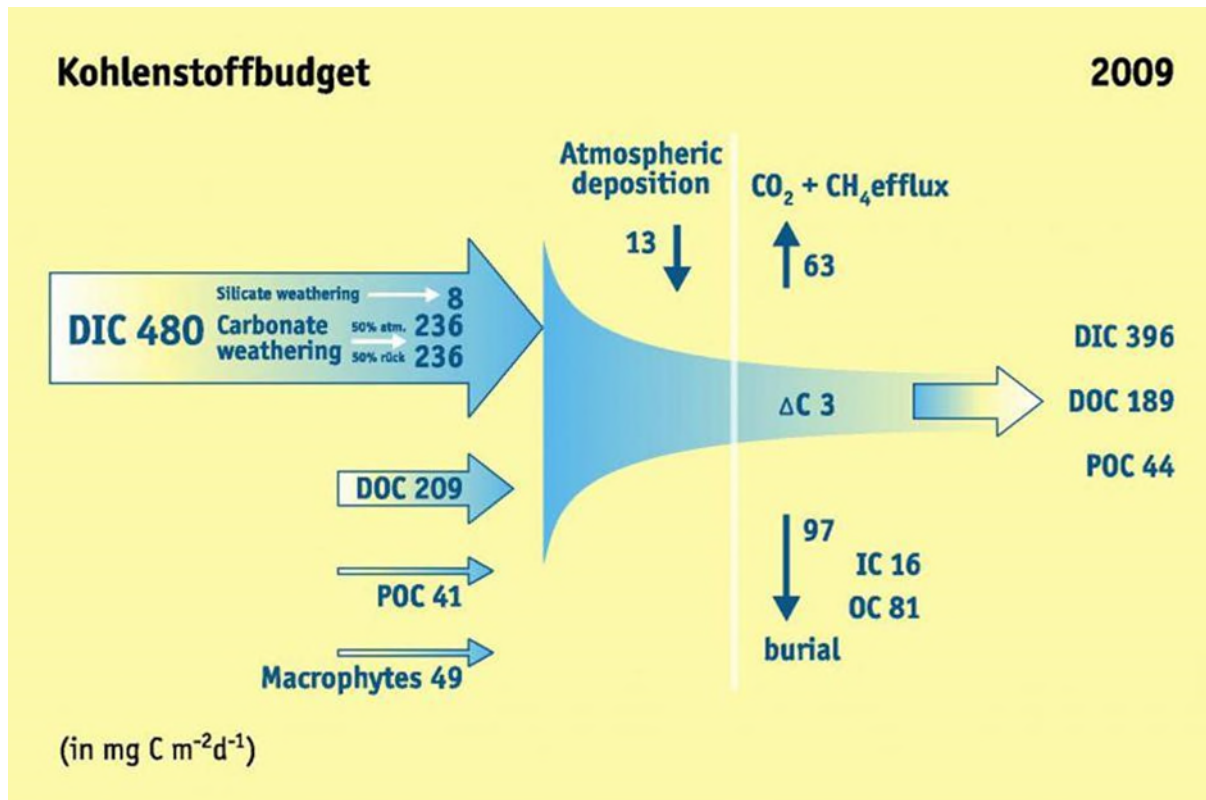 Kohlenstoffbudget
2009
Atmospheric
deposition
13
CO₂ + CH₄efflux
63
DIC 480
Silicate weathering
8
Carbonate
weathering
50% atm. 236
50% rück 236
ΔC 3
DIC 396
DOC 189
POC 44
DOC 209
POC 41
Macrophytes 49
97
IC 16
OC 81
burial
(in mg C m⁻²d⁻¹)